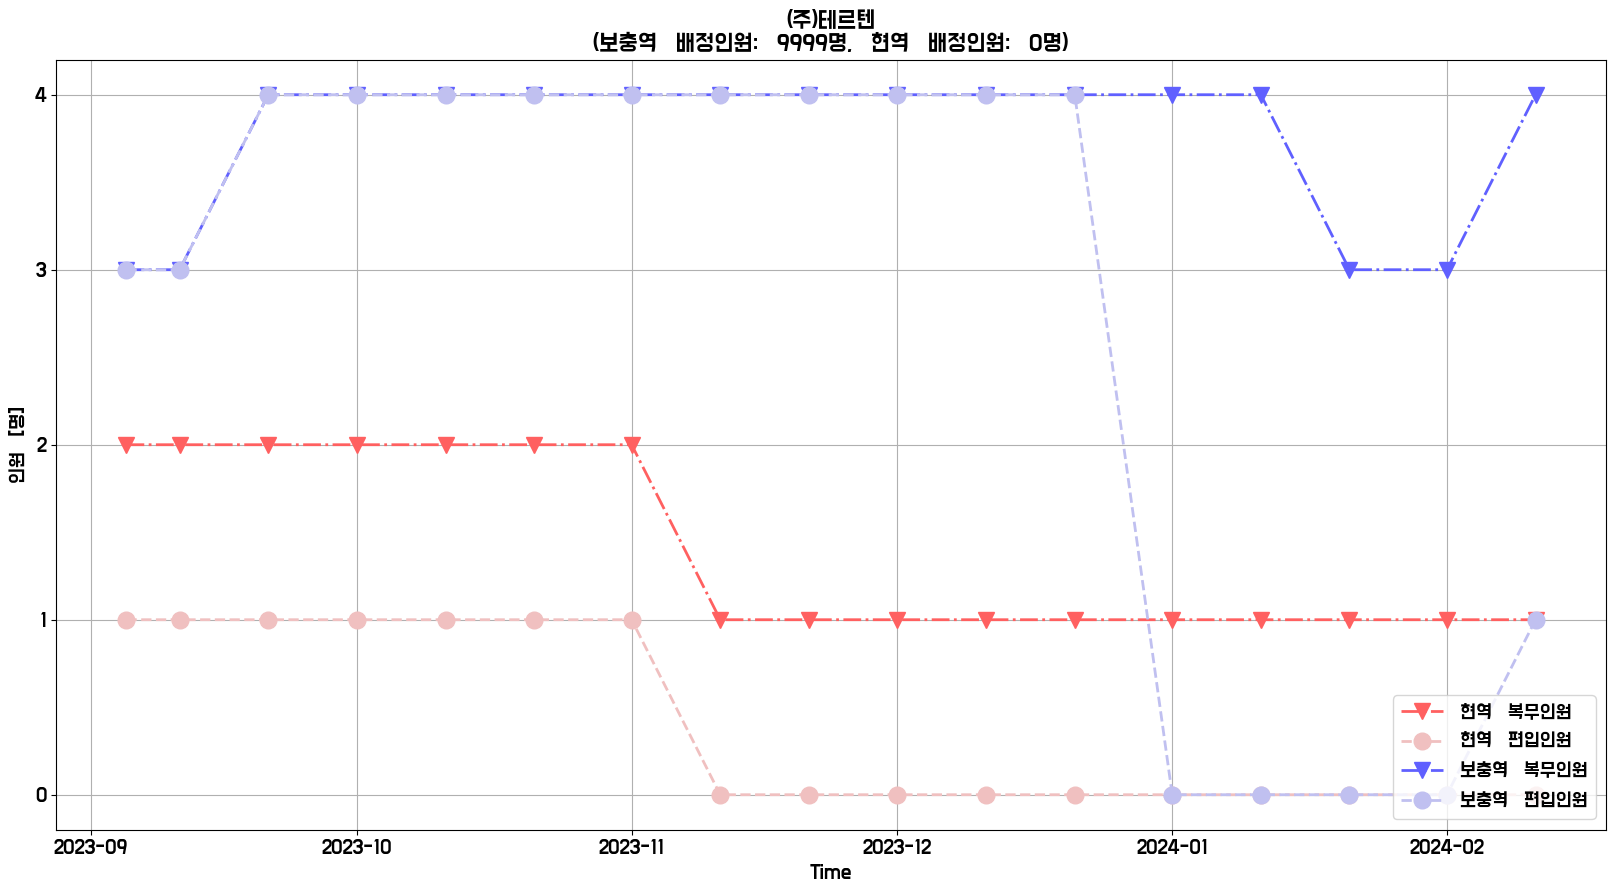 (주)테르텐
(보충역 배정인원: 9999명, 현역 배정인원: 0명)
인원 [명]
4
3
2
1
0
2023-09
2023-10
2023-11
2023-12
2024-01
2024-02
Time
현역 복무인원
현역 편입인원
보충역 복무인원
보충역 편입인원